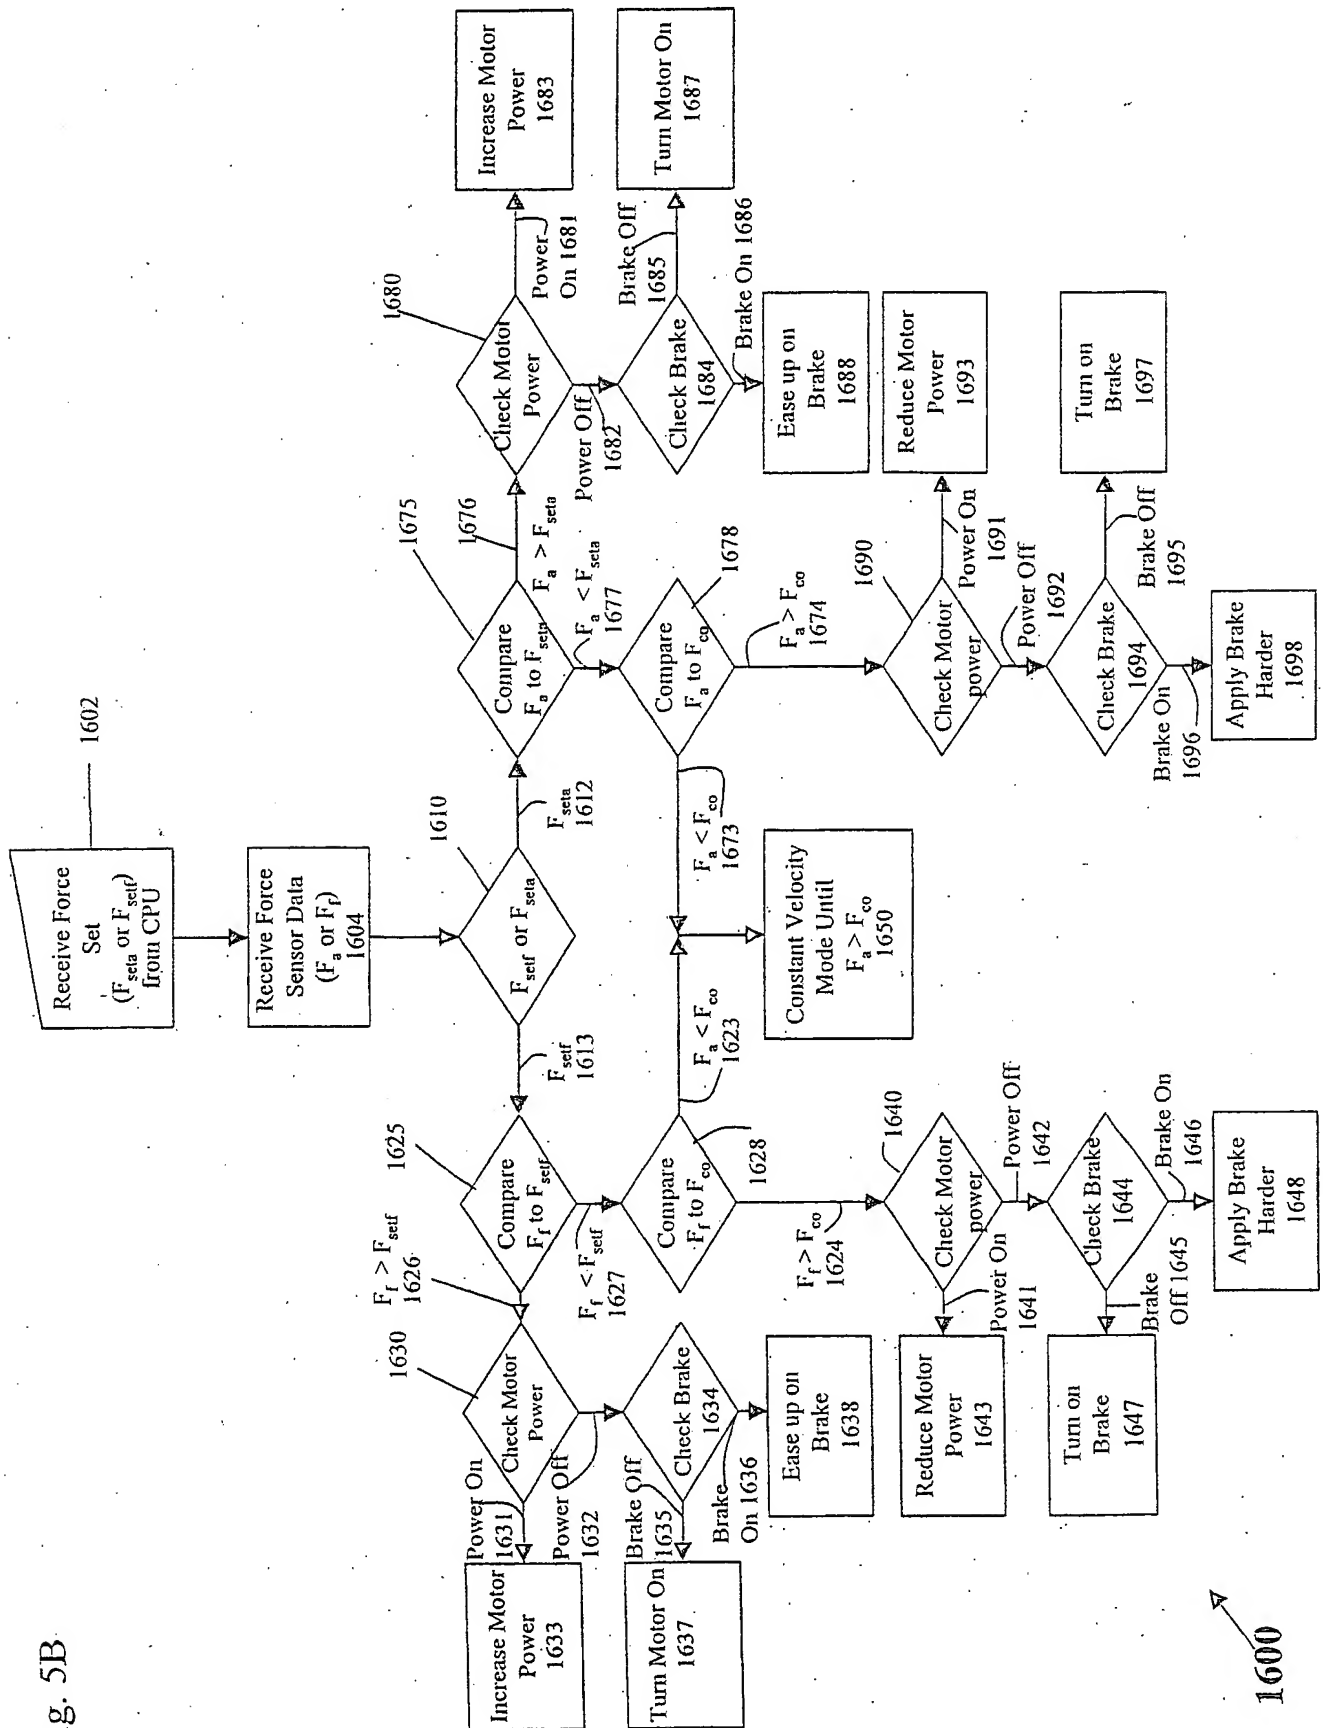 g. 5B
1602
Receive Force
Set
(F_seta or F_setf)
from CPU
Receive Force
Sensor Data
(F_a or F_f)
1604
1610
F_setf or F_seta
F_seta
1612
F_setf
1613
1625
Compare
F_f to F_setf
F_f > F_setf
1626
F_f < F_setf
1627
1630
Check Motor
Power
Power On
1631
Power Off
1632
Increase Motor
Power
1633
Check Brake
1634
Brake Off
1635
Brake
On 1636
Turn Motor On
1637
Ease up on
Brake
1638
Compare
F_f to F_co
1628
F_a < F_co
1623
F_f > F_co
1624
1640
Check Motor
power
Power On
1641
Power Off
1642
Reduce Motor
Power
1643
Check Brake
1644
Brake
Off 1645
Brake On
1646
Turn on
Brake
1647
Apply Brake
Harder
1648
Constant Velocity
Mode Until
F_a > F_co
1650
1675
Compare
F_a to F_seta
1676
F_a > F_seta
F_a < F_seta
1677
1680
Check Motor
Power
Power
On 1681
Power Off
1682
Increase Motor
Power
1683
Check Brake
1684
Brake Off
1685
Brake On 1686
Turn Motor On
1687
Ease up on
Brake
1688
Compare
F_a to F_co
1678
F_a < F_co
1673
F_a > F_co
1674
1690
Check Motor
power
Power On
1691
Power Off
1692
Reduce Motor
Power
1693
Check Brake
1694
Brake Off
1695
Brake On
1696
Turn on
Brake
1697
Apply Brake
Harder
1698
1600